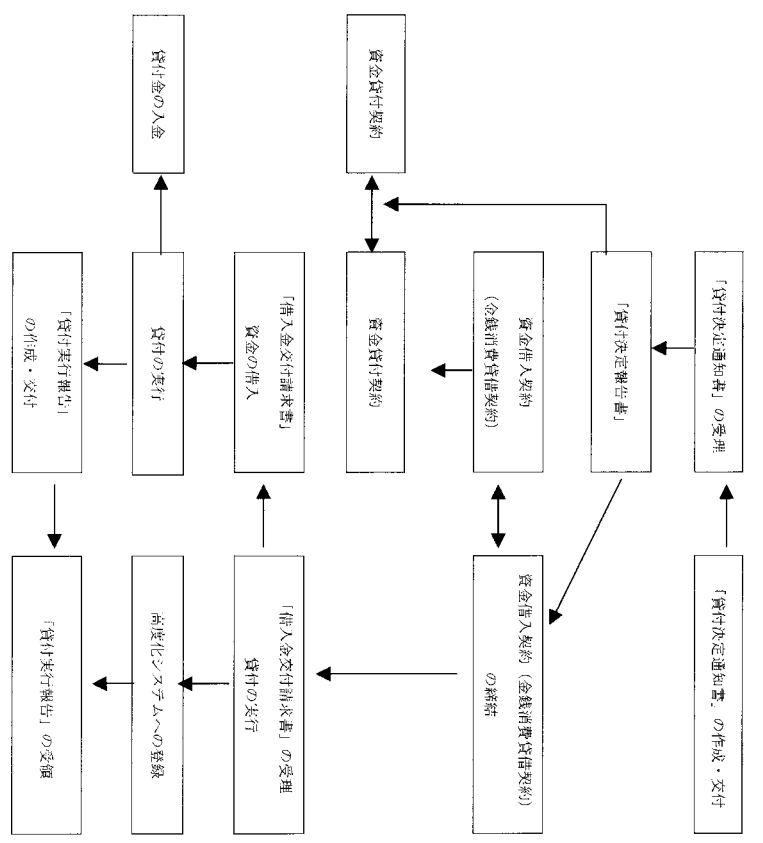 「貸付決定通知書」の作成・交付
「貸付決定通知書」の受理
「貸付決定報告書」
資金借入契約
（金銭消費貸借契約）
資金借入契約（金銭消費貸借契約）
の締結
資金貸付契約
資金貸付契約
「借入金交付請求書」
資金の借入
「借入金交付請求書」の受理
貸付の実行
貸付金の入金
貸付の実行
高度化システムへの登録
「貸付実行報告」
の作成・交付
「貸付実行報告」の受領